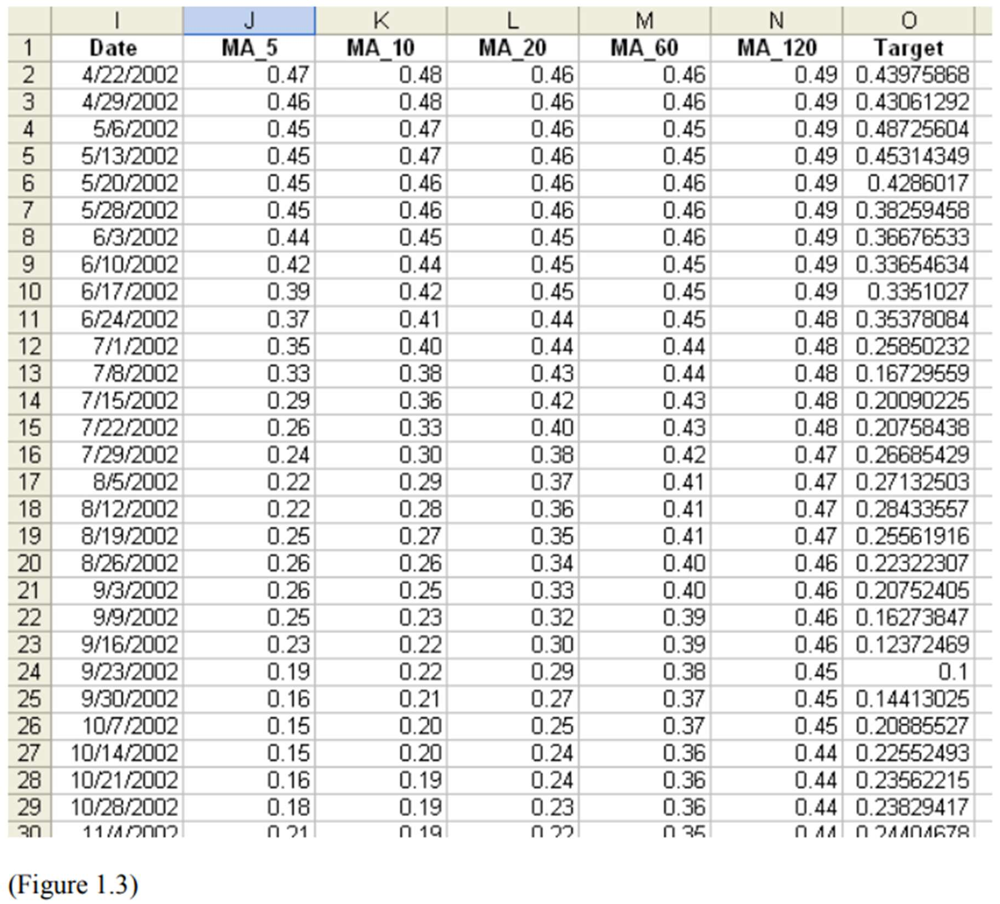 I J K L M N O
1 Date MA_5 MA_10 MA_20 MA_60 MA_120 Target
2 4/22/2002 0.47 0.48 0.46 0.46 0.49 0.43975868
3 4/29/2002 0.46 0.48 0.46 0.46 0.49 0.43061292
4 5/6/2002 0.45 0.47 0.46 0.45 0.49 0.48725604
5 5/13/2002 0.45 0.47 0.46 0.45 0.49 0.45314349
6 5/20/2002 0.45 0.46 0.46 0.46 0.49 0.4286017
7 5/28/2002 0.45 0.46 0.46 0.46 0.49 0.38259458
8 6/3/2002 0.44 0.45 0.45 0.46 0.49 0.36676533
9 6/10/2002 0.42 0.44 0.45 0.45 0.49 0.33654634
10 6/17/2002 0.39 0.42 0.45 0.45 0.49 0.3351027
11 6/24/2002 0.37 0.41 0.44 0.45 0.48 0.35378084
12 7/1/2002 0.35 0.40 0.44 0.44 0.48 0.25850232
13 7/8/2002 0.33 0.38 0.43 0.44 0.48 0.16729559
14 7/15/2002 0.29 0.36 0.42 0.43 0.48 0.20090225
15 7/22/2002 0.26 0.33 0.40 0.43 0.48 0.20758438
16 7/29/2002 0.24 0.30 0.38 0.42 0.47 0.26685429
17 8/5/2002 0.22 0.29 0.37 0.41 0.47 0.27132503
18 8/12/2002 0.22 0.28 0.36 0.41 0.47 0.28433557
19 8/19/2002 0.25 0.27 0.35 0.41 0.47 0.25561916
20 8/26/2002 0.26 0.26 0.34 0.40 0.46 0.22322307
21 9/3/2002 0.26 0.25 0.33 0.40 0.46 0.20752405
22 9/9/2002 0.25 0.23 0.32 0.39 0.46 0.16273847
23 9/16/2002 0.23 0.22 0.30 0.39 0.46 0.12372469
24 9/23/2002 0.19 0.22 0.29 0.38 0.45 0.1
25 9/30/2002 0.16 0.21 0.27 0.37 0.45 0.14413025
26 10/7/2002 0.15 0.20 0.25 0.37 0.45 0.20885527
27 10/14/2002 0.15 0.20 0.24 0.36 0.44 0.22552493
28 10/21/2002 0.16 0.19 0.24 0.36 0.44 0.23562215
29 10/28/2002 0.18 0.19 0.23 0.36 0.44 0.23829417
30 11/4/2002 0.21 0.19 0.22 0.35 0.44 0.24404678
(Figure 1.3)